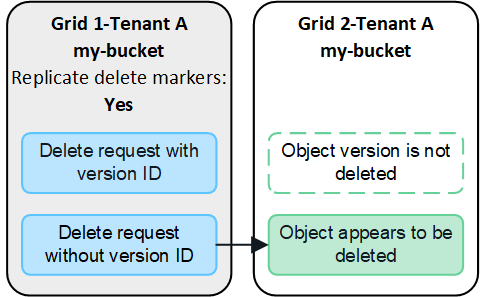 Grid 1-Tenant A
my-bucket
Replicate delete markers:
Yes
Delete request with
version ID
Delete request
without version ID
Grid 2-Tenant A
my-bucket
Object version is not
deleted
Object appears to be
deleted